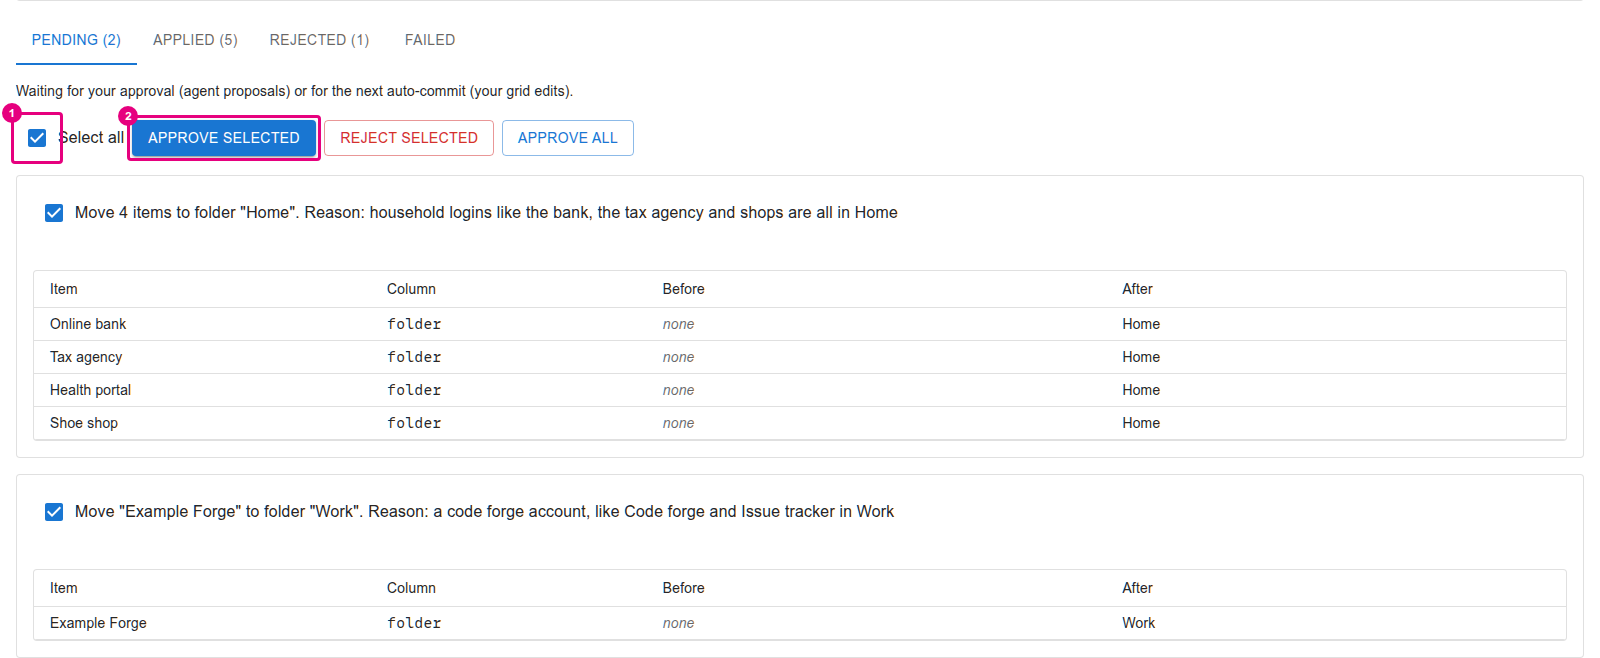 PENDING (2) APPLIED (5) REJECTED (1) FAILED
Waiting for your approval (agent proposals) or for the next auto-commit (your grid edits).
1 2
Select all APPROVE SELECTED REJECT SELECTED APPROVE ALL
Move 4 items to folder "Home". Reason: household logins like the bank, the tax agency and shops are all in Home
Item Column Before After
Online bank folder none Home
Tax agency folder none Home
Health portal folder none Home
Shoe shop folder none Home
Move "Example Forge" to folder "Work". Reason: a code forge account, like Code forge and Issue tracker in Work
Item Column Before After
Example Forge folder none Work